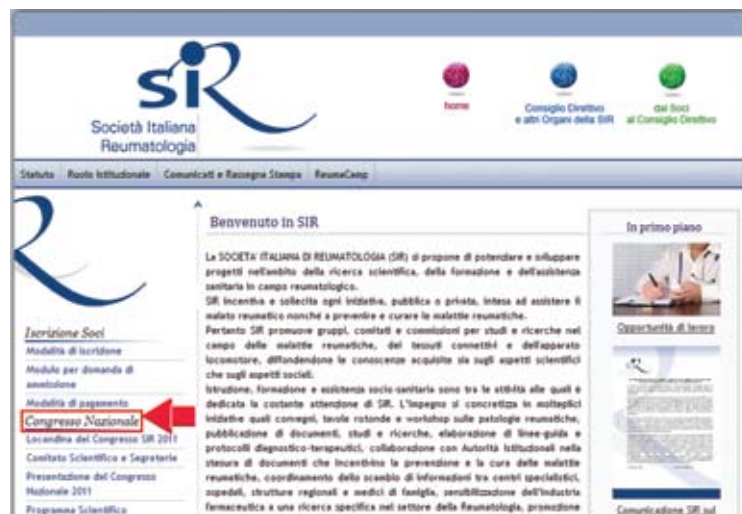 SIR
Società Italiana
Reumatologia
home
Consiglio Direttivo
e altri Organi della SIR
dai Soci
al Consiglio Direttivo
Statuto Ruolo Istituzionale Comunicati e Rassegna Stampa ReumaCamp
Iscrizione Soci
Modalità di iscrizione
Modulo per domanda di
ammissione
Modalità di pagamento
Congresso Nazionale
Locandina del Congresso SIR 2011
Comitato Scientifico e Segreterie
Presentazione del Congresso
Nazionale 2011
Programma Scientifico
Benvenuto in SIR
La SOCIETA' ITALIANA DI REUMATOLOGIA (SIR) si propone di potenziare e sviluppare
progetti nell'ambito della ricerca scientifica, della formazione e dell'assistenza
sanitaria in campo reumatologico.
SIR incentiva e sollecita ogni iniziativa, pubblica o privata, intesa ad assistere il
malato reumatico nonché a prevenire e curare le malattie reumatiche.
Pertanto SIR promuove gruppi, comitati e commissioni per studi e ricerche nel
campo delle malattie reumatiche, dei tessuti connettivi e dell'apparato
locomotore, diffondendone le conoscenze acquisite sia sugli aspetti scientifici
che sugli aspetti sociali.
Istruzione, formazione e assistenza socio-sanitaria sono tra le attività alle quali è
dedicata la costante attenzione di SIR. L'impegno si concretizza in molteplici
iniziative quali convegni, tavole rotonde e workshop sulle patologie reumatiche,
pubblicazione di documenti, studi e ricerche, elaborazione di linee-guida e
protocolli diagnostico-terapeutici, collaborazione con Autorità Istituzionali nella
stesura di documenti che incentivino la prevenzione e la cura delle malattie
reumatiche, coordinamento dello scambio di informazioni tra centri specialistici,
ospedali, strutture regionali e medici di famiglia, sensibilizzazione dell'industria
farmaceutica a una ricerca specifica nel settore della Reumatologia, promozione
In primo piano
Opportunità di lavoro
Comunicazione SIR sul